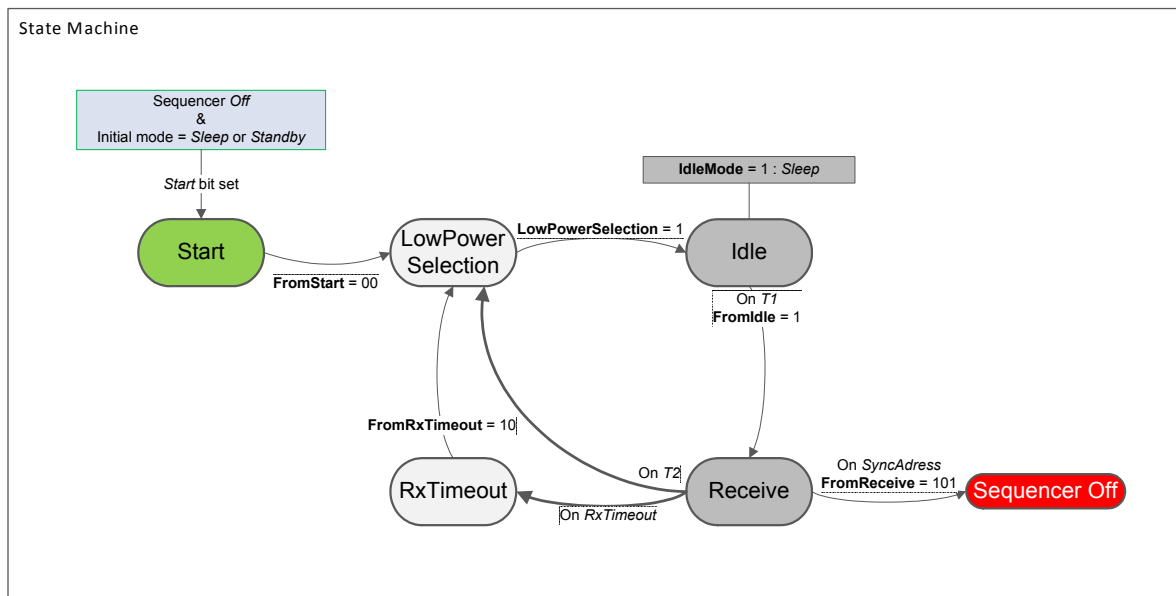 State Machine
Sequencer Off
&
Initial mode = Sleep or Standby
Start bit set
IdleMode = 1 : Sleep
Start
LowPower
Selection
LowPowerSelection = 1
Idle
FromStart = 00
On T1
FromIdle = 1
FromRxTimeout = 10
On T2
On SyncAdress
FromReceive = 101
RxTimeout
Receive
Sequencer Off
On RxTimeout